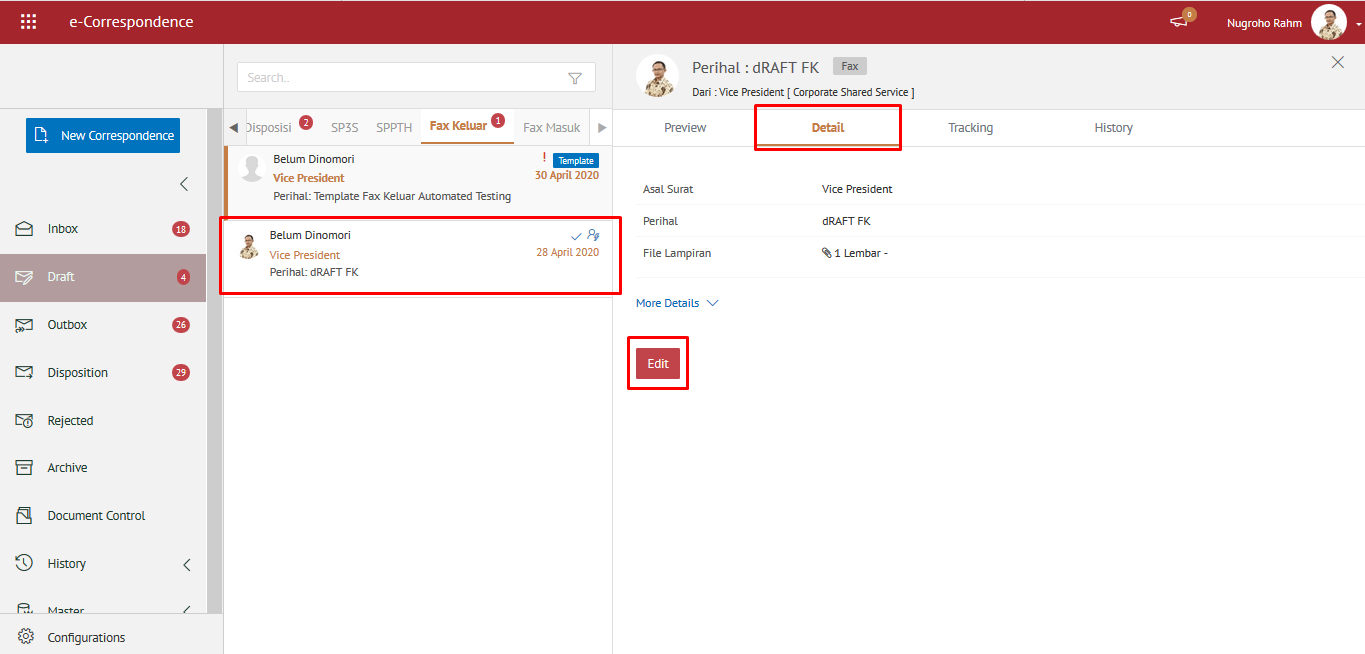 e-Correspondence
0
Nugroho Rahm
New Correspondence
Inbox 18
Draft 4
Outbox 26
Disposition 29
Rejected
Archive
Document Control
History
Master
Configurations
Search..
Disposisi 2 SP3S SPPTH Fax Keluar 1 Fax Masuk
Belum Dinomori ! Template
Vice President 30 April 2020
Perihal: Template Fax Keluar Automated Testing
Belum Dinomori
Vice President 28 April 2020
Perihal: dRAFT FK
Perihal : dRAFT FK Fax
Dari : Vice President [ Corporate Shared Service ]
Preview Detail Tracking History
Asal Surat Vice President
Perihal dRAFT FK
File Lampiran 1 Lembar -
More Details
Edit